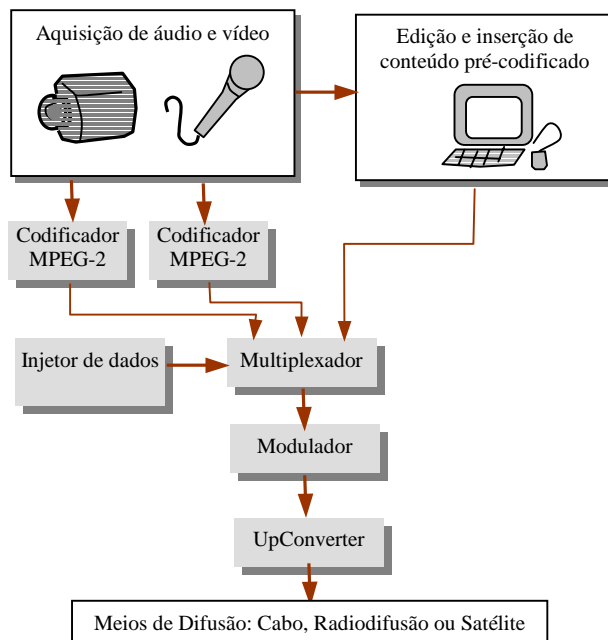 Aquisição de áudio e vídeo
Edição e inserção de
conteúdo pré-codificado
Codificador
MPEG-2
Codificador
MPEG-2
Injetor de dados
Multiplexador
Modulador
UpConverter
Meios de Difusão: Cabo, Radiodifusão ou Satélite